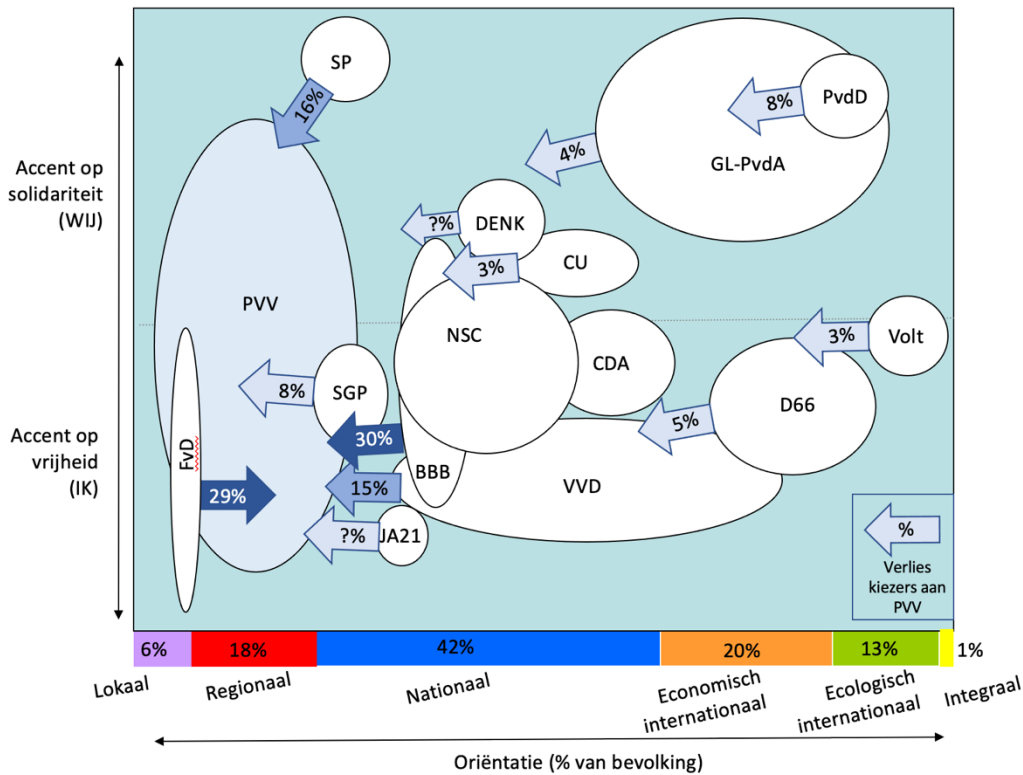 SP
16%
PvdD
8%
GL-PvdA
4%
Accent op
solidariteit
(WIJ)
DENK
?%
CU
3%
PVV
NSC
Volt
3%
CDA
D66
5%
SGP
8%
Accent op
vrijheid
(IK)
FvD
30%
BBB
VVD
15%
29%
JA21
?%
%
Verlies
kiezers aan
PVV
6%
18%
42%
20%
13%
1%
Lokaal
Regionaal
Nationaal
Economisch
internationaal
Ecologisch
internationaal
Integraal
Oriëntatie (% van bevolking)